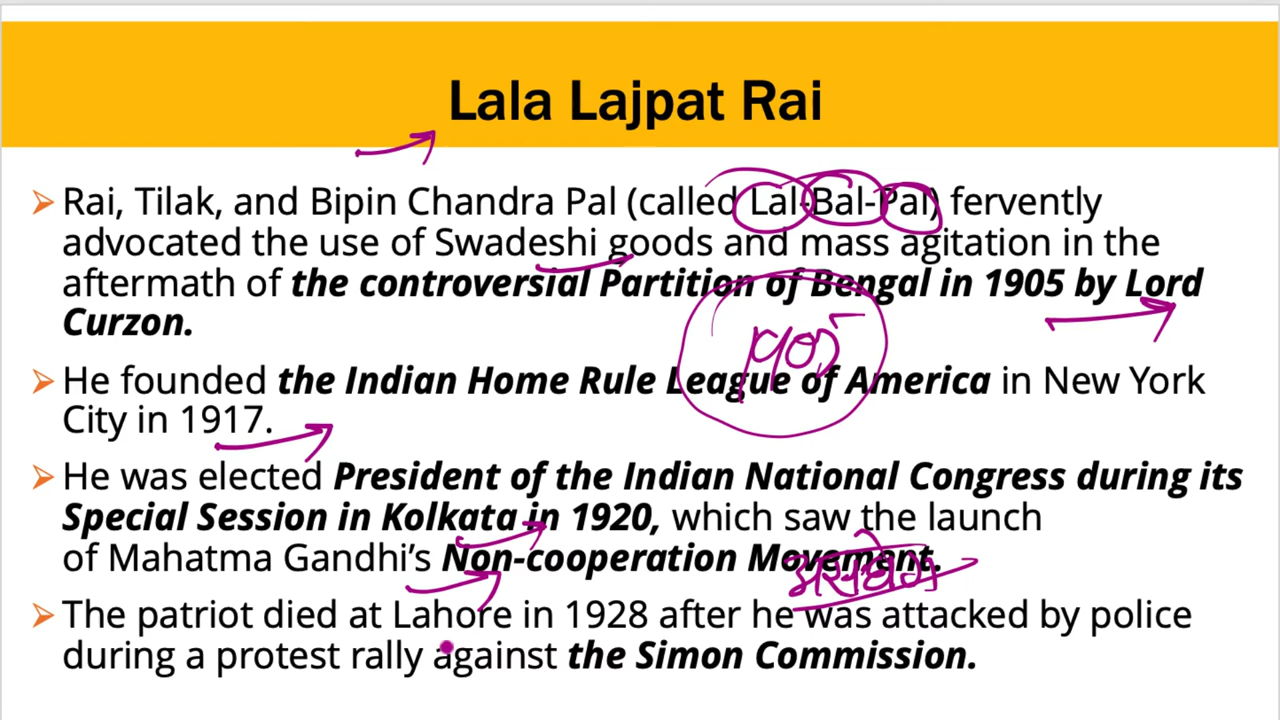 Lala Lajpat Rai
Rai, Tilak, and Bipin Chandra Pal (called Lal-Bal-Pal) fervently
advocated the use of Swadeshi goods and mass agitation in the
aftermath of the controversial Partition of Bengal in 1905 by Lord
Curzon.
१९०५
He founded the Indian Home Rule League of America in New York
City in 1917.
He was elected President of the Indian National Congress during its
Special Session in Kolkata in 1920, which saw the launch
of Mahatma Gandhi’s Non-cooperation Movement.
असहयोग
The patriot died at Lahore in 1928 after he was attacked by police
during a protest rally against the Simon Commission.